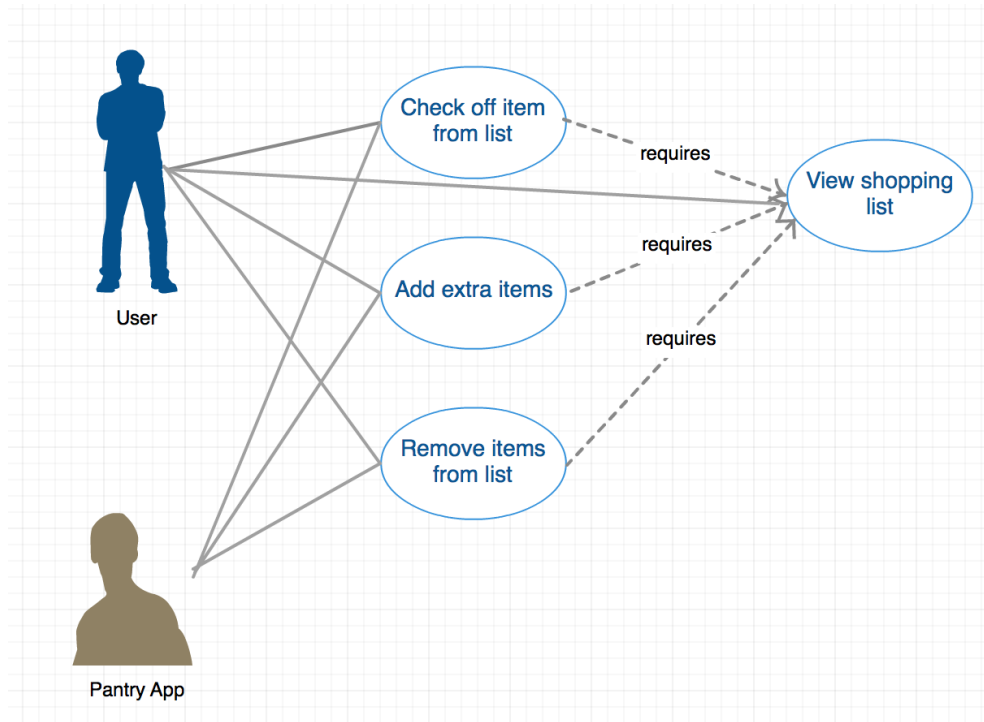 Check off item
from list
requires
View shopping
list
requires
Add extra items
User
requires
Remove items
from list
Pantry App